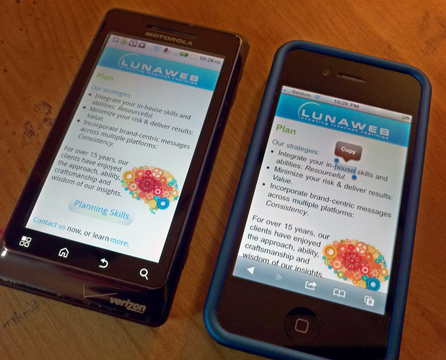 MOTOROLA
10:28 PM
LUNAWEB
Plan
Our strategies:
• Integrate your in-house skills and
abilities: Resourceful.
• Minimize your risk & deliver results:
Value.
• Incorporate brand-centric messages
across multiple platforms:
Consistency.
For over 15 years, our
clients have enjoyed
the approach, ability,
craftsmanship and
wisdom of our insights.
Planning Skills
Contact us now, or learn more.
verizon
Verizon
10:26 PM
LUNAWEB
Plan
Copy
Our strategies:
• Integrate your in-house skills and
abilities: Resourceful.
• Minimize your risk & deliver results:
Value.
• Incorporate brand-centric messages
across multiple platforms:
Consistency.
For over 15 years, our
clients have enjoyed
the approach, ability,
craftsmanship and
wisdom of our insights.